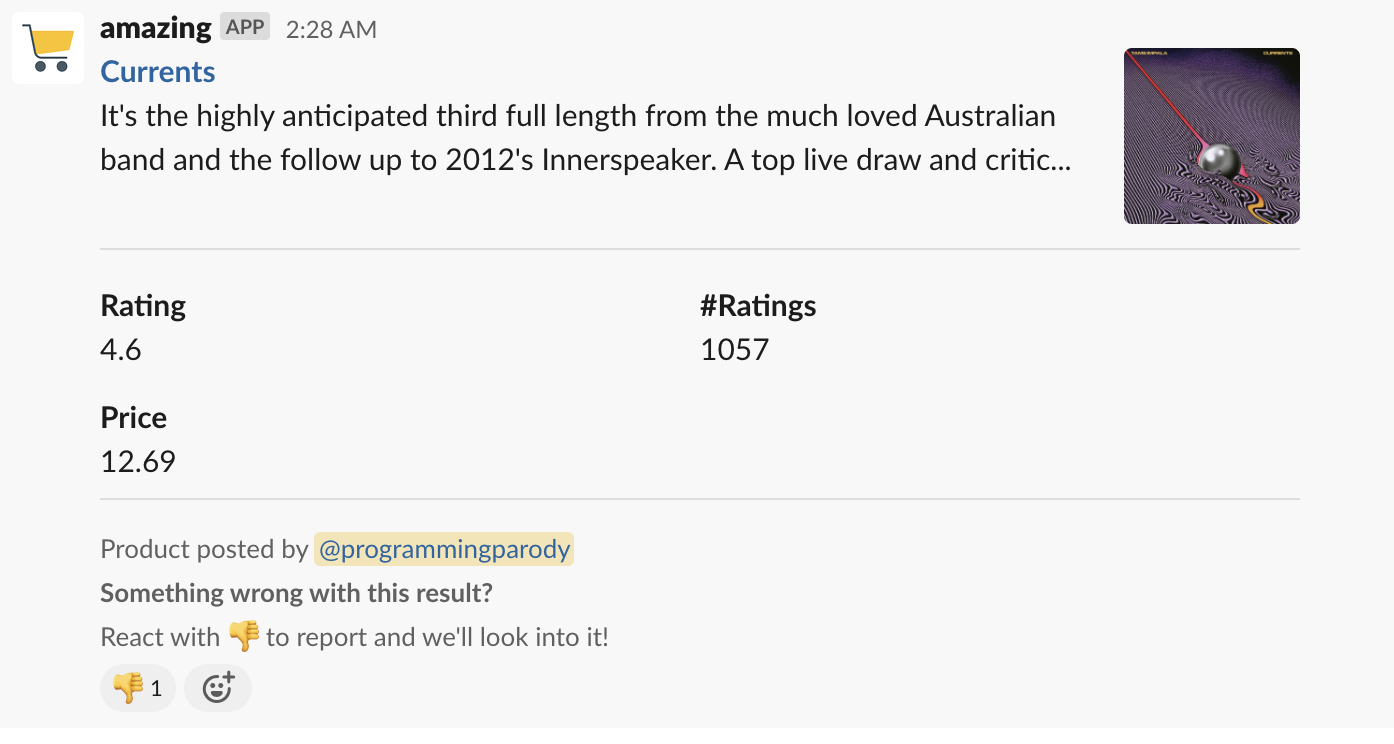 amazing APP 2:28 AM
Currents
It's the highly anticipated third full length from the much loved Australian
band and the follow up to 2012's Innerspeaker. A top live draw and critic...
TAME IMPALA CURRENTS
Rating #Ratings
4.6 1057
Price
12.69
Product posted by @programmingparody
Something wrong with this result?
React with 👎 to report and we'll look into it!
👎 1